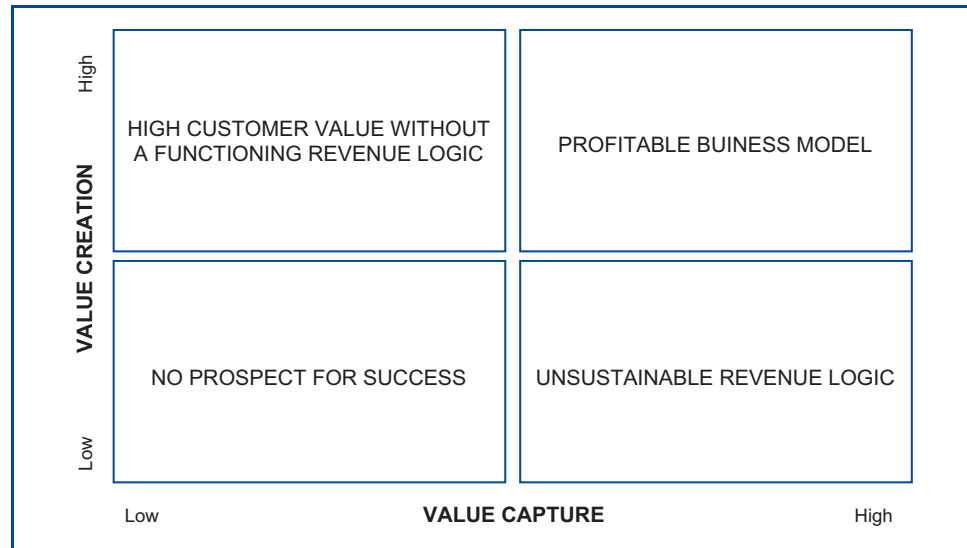 High
HIGH CUSTOMER VALUE WITHOUT
A FUNCTIONING REVENUE LOGIC
PROFITABLE BUINESS MODEL
VALUE CREATION
NO PROSPECT FOR SUCCESS
UNSUSTAINABLE REVENUE LOGIC
Low
Low
VALUE CAPTURE
High